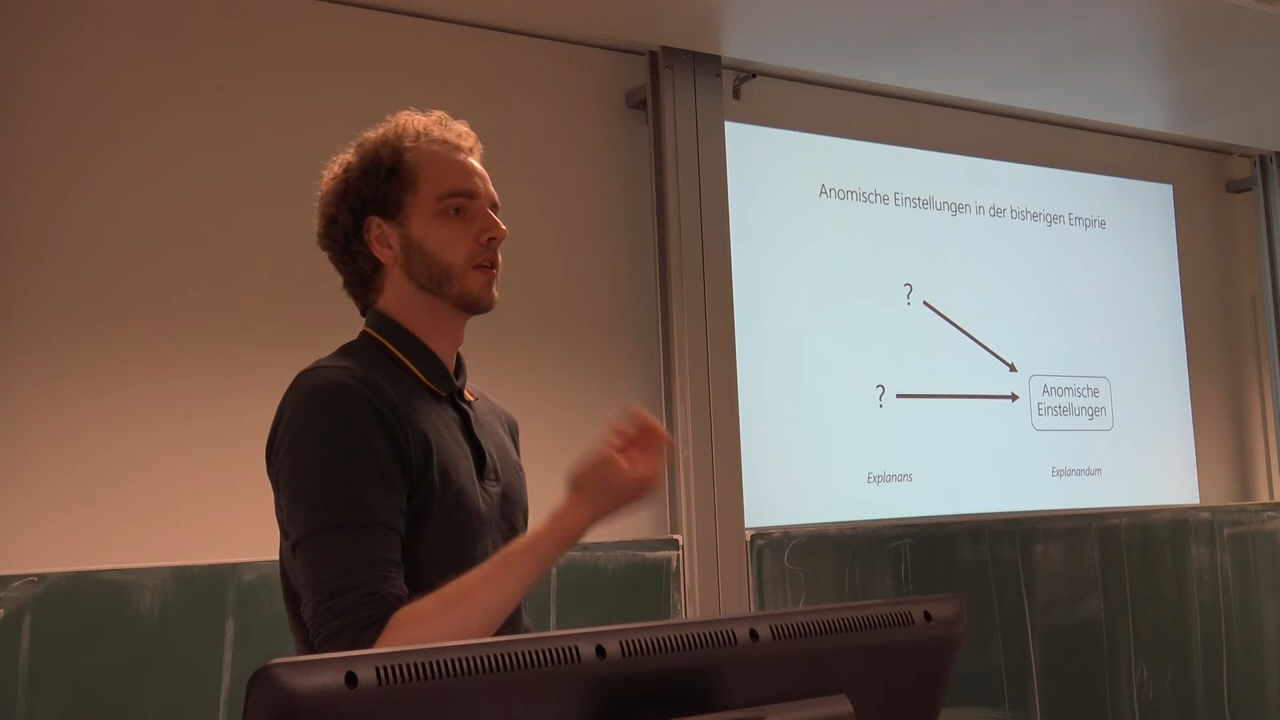 Anomische Einstellungen in der bisherigen Empirie
?
?
Anomische
Einstellungen
Explanans
Explanandum